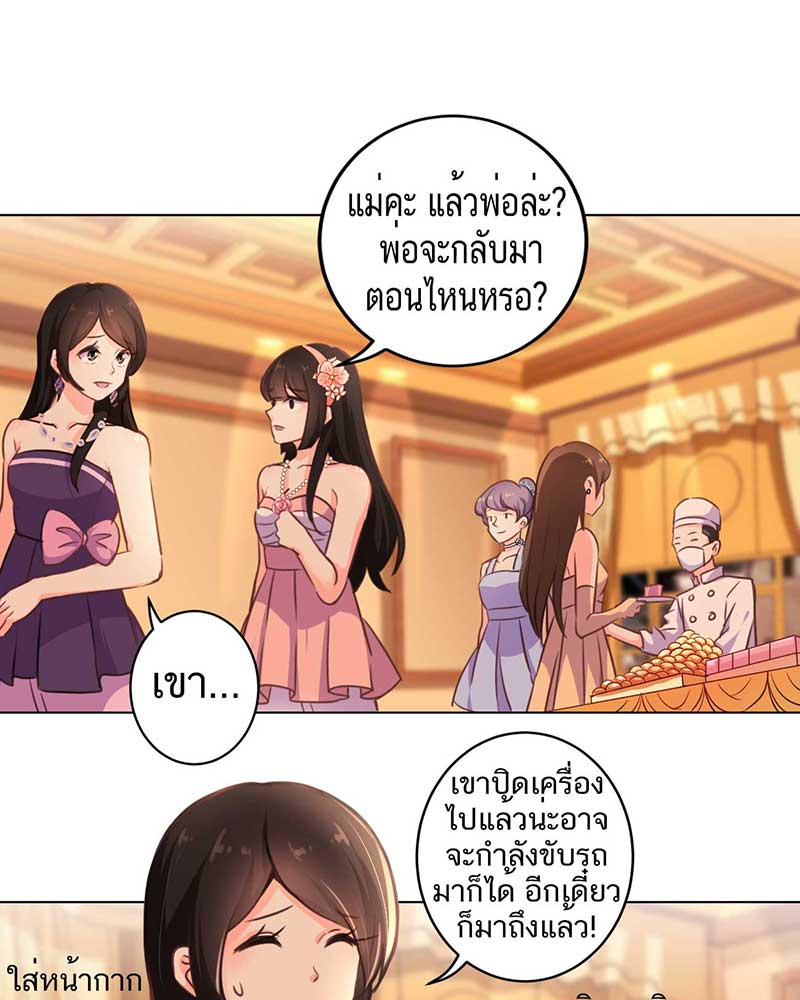 แม่คะ แล้วพ่อล่ะ?
พ่อจะกลับมา
ตอนไหนหรอ?
เขา...
เขาปิดเครื่อง
ไปแล้วน่ะอาจ
จะกำลังขับรถ
มาก็ได้ อีกเดี๋ยว
ก็มาถึงแล้ว!
ใส่หน้ากาก